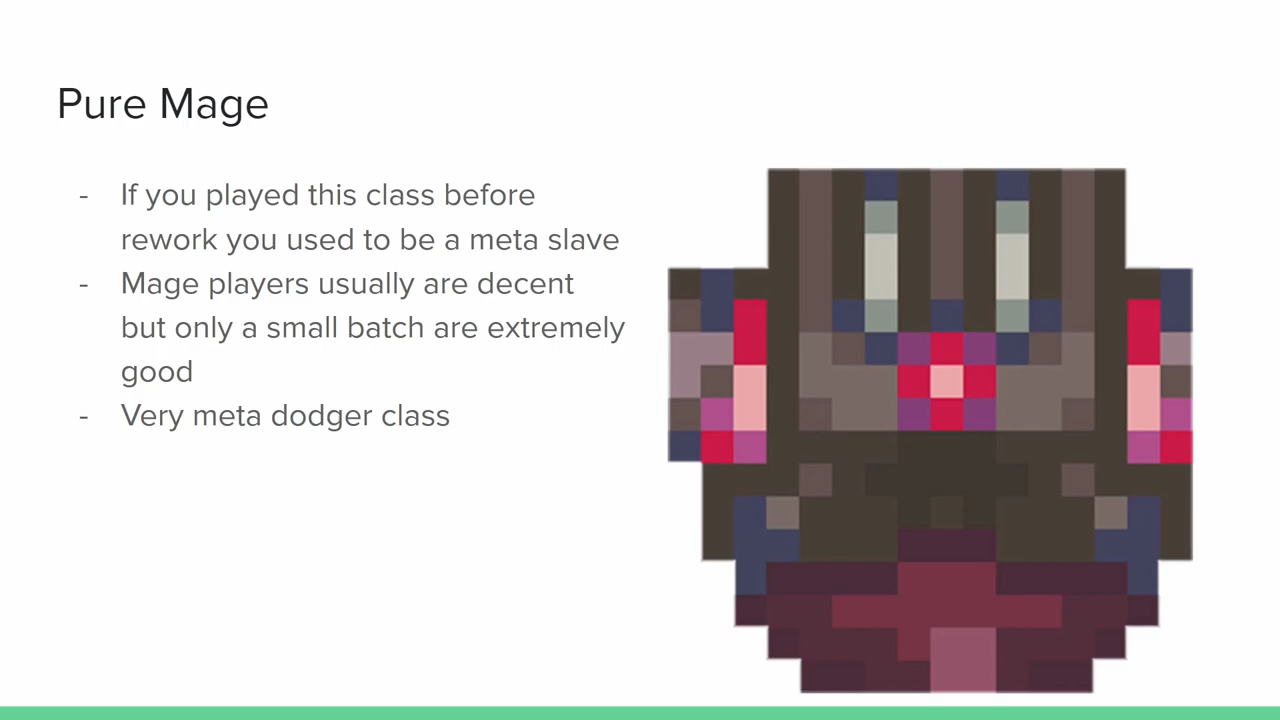 Pure Mage
- If you played this class before
rework you used to be a meta slave
- Mage players usually are decent
but only a small batch are extremely
good
- Very meta dodger class